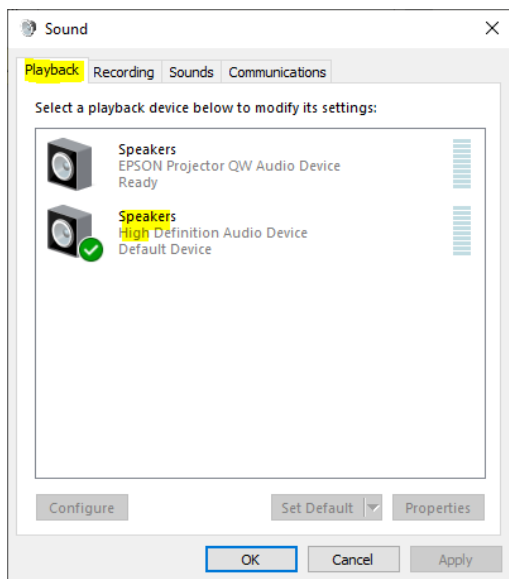 Sound
Playback Recording Sounds Communications
Select a playback device below to modify its settings:
Speakers
EPSON Projector QW Audio Device
Ready
Speakers
High Definition Audio Device
Default Device
Configure Set Default Properties
OK Cancel Apply